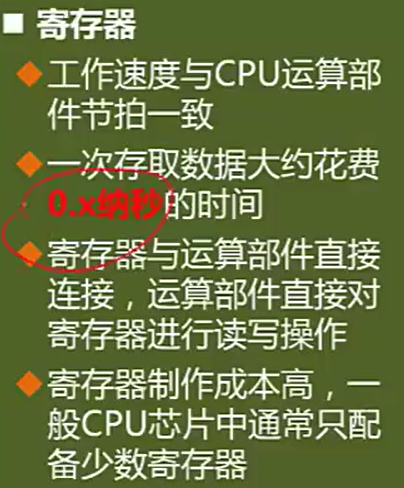 ■ 寄存器
◆工作速度与CPU运算部
件节拍一致
◆一次存取数据大约花费
0.x纳秒的时间
◆寄存器与运算部件直接
连接，运算部件直接对
寄存器进行读写操作
◆寄存器制作成本高，一
般CPU芯片中通常只配
备少数寄存器